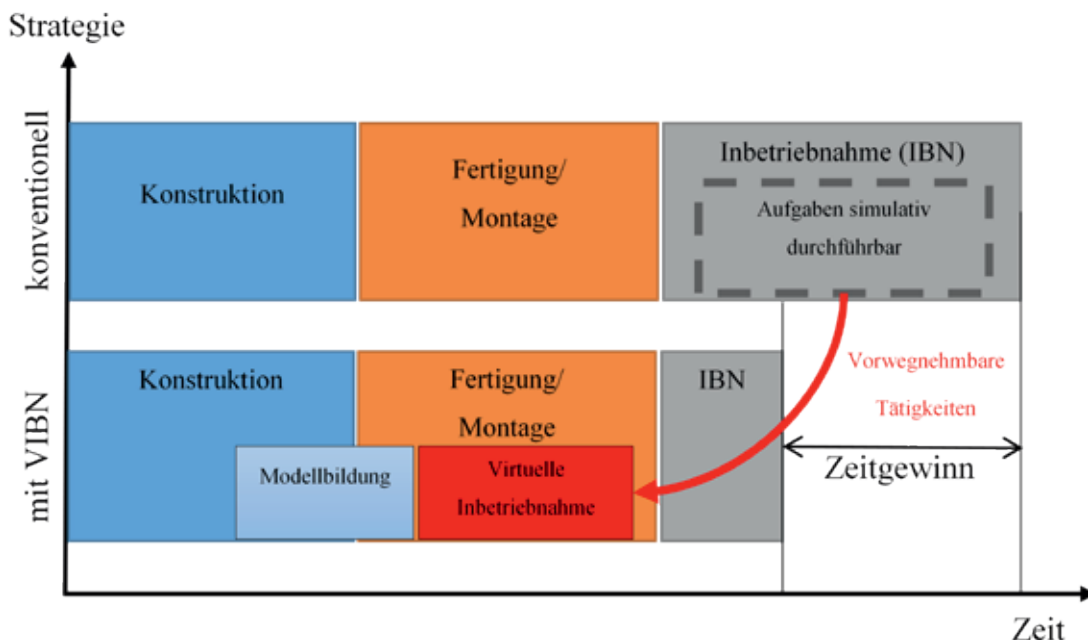 Strategie
konventionell
Konstruktion
Fertigung/
Montage
Inbetriebnahme (IBN)
Aufgaben simulativ
durchführbar
mit VIBN
Konstruktion
Fertigung/
Montage
IBN
Modellbildung
Virtuelle
Inbetriebnahme
Vorwegnehmbare
Tätigkeiten
Zeitgewinn
Zeit